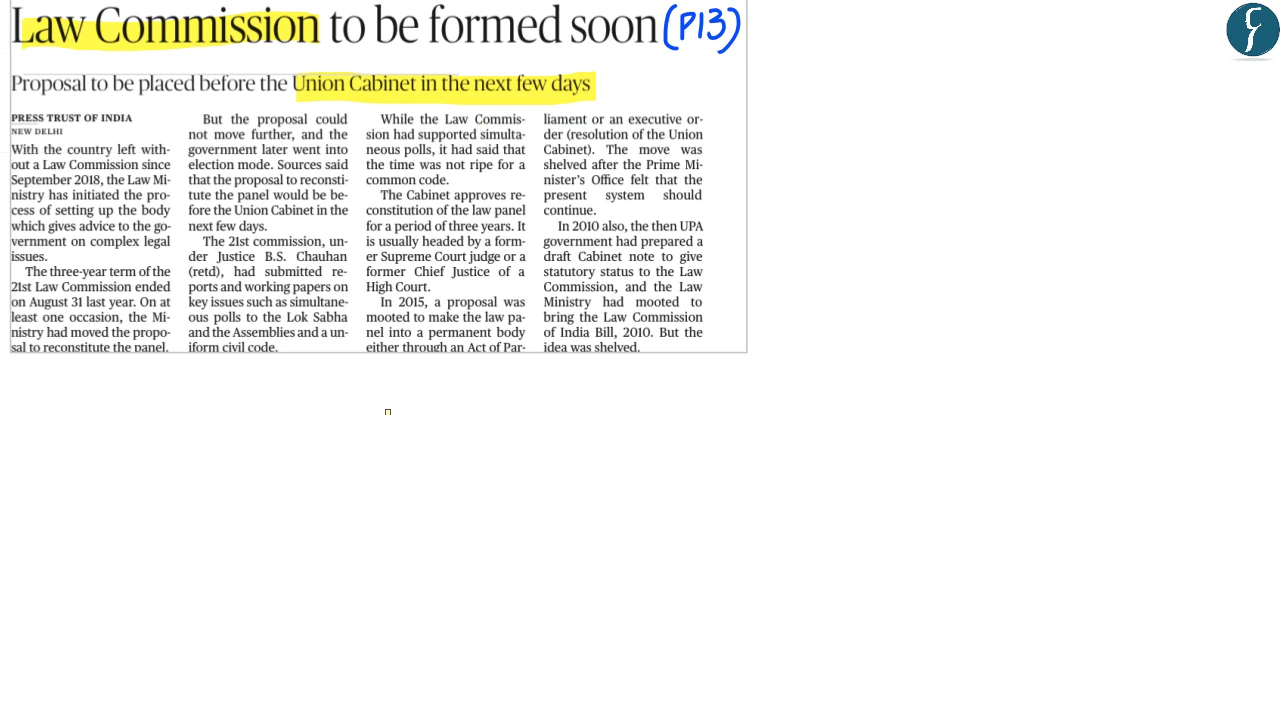 Law Commission to be formed soon (P13)
Proposal to be placed before the Union Cabinet in the next few days
PRESS TRUST OF INDIA
NEW DELHI
With the country left with-
out a Law Commission since
September 2018, the Law Mi-
nistry has initiated the pro-
cess of setting up the body
which gives advice to the go-
vernment on complex legal
issues.
The three-year term of the
21st Law Commission ended
on August 31 last year. On at
least one occasion, the Mi-
nistry had moved the propo-
sal to reconstitute the panel.
But the proposal could
not move further, and the
government later went into
election mode. Sources said
that the proposal to reconsti-
tute the panel would be be-
fore the Union Cabinet in the
next few days.
The 21st commission, un-
der Justice B.S. Chauhan
(retd), had submitted re-
ports and working papers on
key issues such as simultane-
ous polls to the Lok Sabha
and the Assemblies and a un-
iform civil code.
While the Law Commis-
sion had supported simulta-
neous polls, it had said that
the time was not ripe for a
common code.
The Cabinet approves re-
constitution of the law panel
for a period of three years. It
is usually headed by a form-
er Supreme Court judge or a
former Chief Justice of a
High Court.
In 2015, a proposal was
mooted to make the law pa-
nel into a permanent body
either through an Act of Par-
liament or an executive or-
der (resolution of the Union
Cabinet). The move was
shelved after the Prime Mi-
nister's Office felt that the
present system should
continue.
In 2010 also, the then UPA
government had prepared a
draft Cabinet note to give
statutory status to the Law
Commission, and the Law
Ministry had mooted to
bring the Law Commission
of India Bill, 2010. But the
idea was shelved.